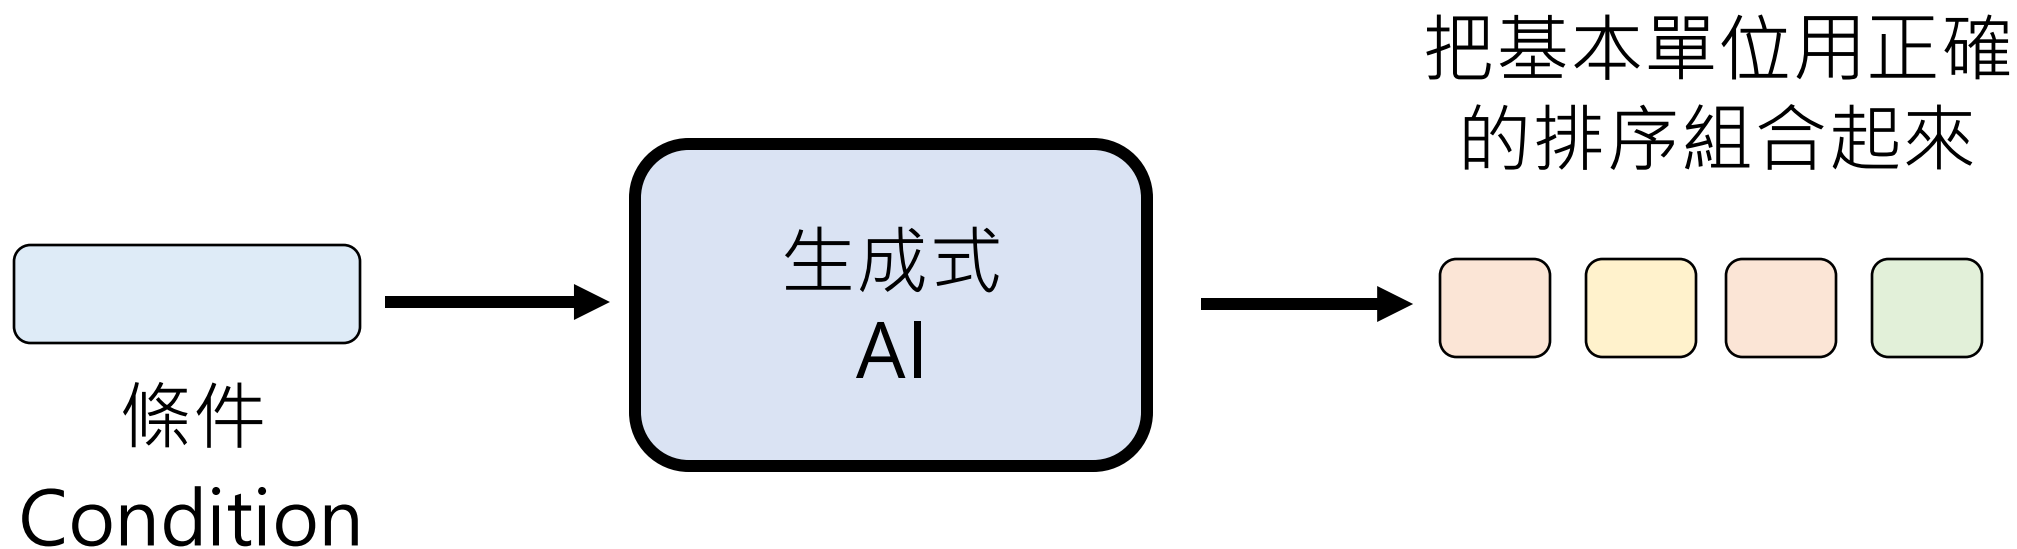 條件
Condition
生成式
AI
把基本單位用正確
的排序組合起來